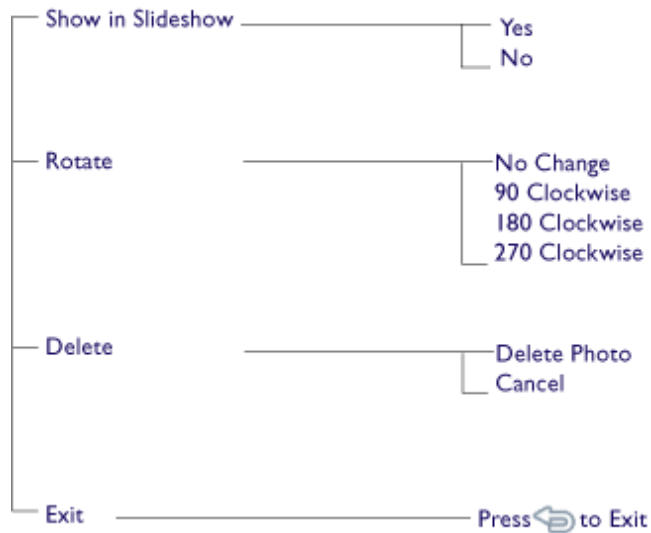 Show in Slideshow
Yes
No
Rotate
No Change
90 Clockwise
180 Clockwise
270 Clockwise
Delete
Delete Photo
Cancel
Exit
Press to Exit